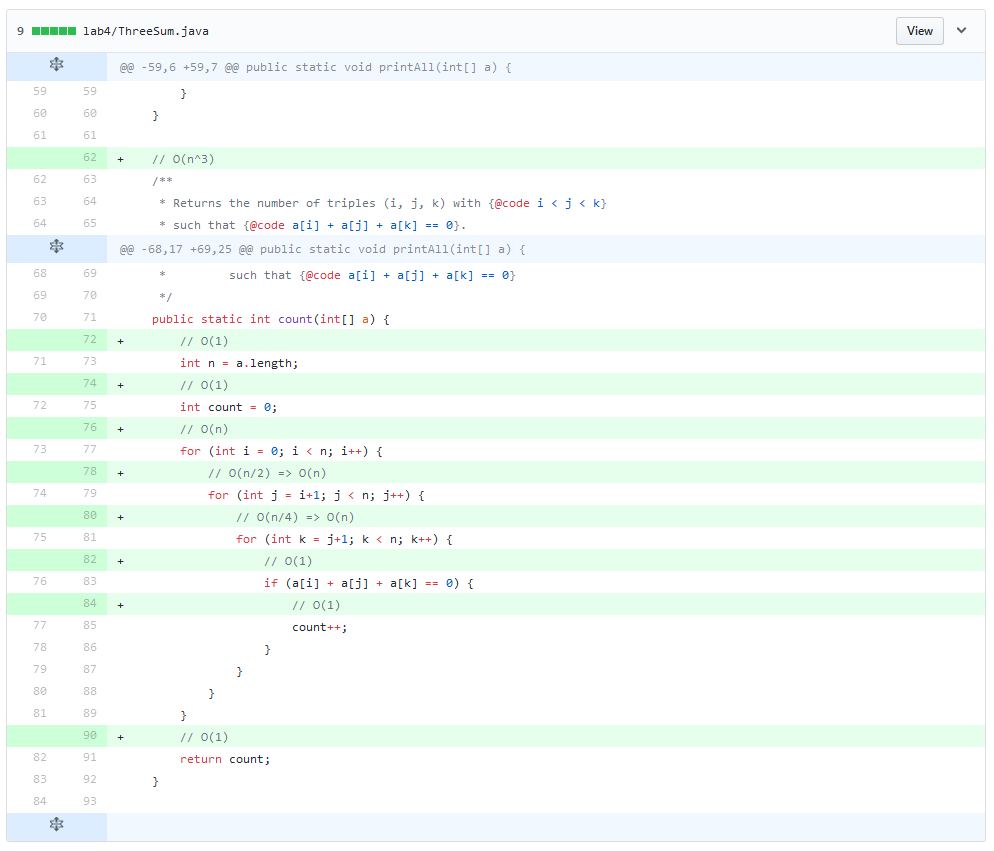 9 lab4/ThreeSum.java View
@@ -59,6 +59,7 @@ public static void printAll(int[] a) {
59 59 }
60 60 }
61 61
62 + // O(n^3)
62 63 /**
63 64 * Returns the number of triples (i, j, k) with {@code i < j < k}
64 65 * such that {@code a[i] + a[j] + a[k] == 0}.
@@ -68,17 +69,25 @@ public static void printAll(int[] a) {
68 69 * such that {@code a[i] + a[j] + a[k] == 0}
69 70 */
70 71 public static int count(int[] a) {
72 + // O(1)
71 73 int n = a.length;
74 + // O(1)
72 75 int count = 0;
76 + // O(n)
73 77 for (int i = 0; i < n; i++) {
78 + // O(n/2) => O(n)
74 79 for (int j = i+1; j < n; j++) {
80 + // O(n/4) => O(n)
75 81 for (int k = j+1; k < n; k++) {
82 + // O(1)
76 83 if (a[i] + a[j] + a[k] == 0) {
84 + // O(1)
77 85 count++;
78 86 }
79 87 }
80 88 }
81 89 }
90 + // O(1)
82 91 return count;
83 92 }
84 93